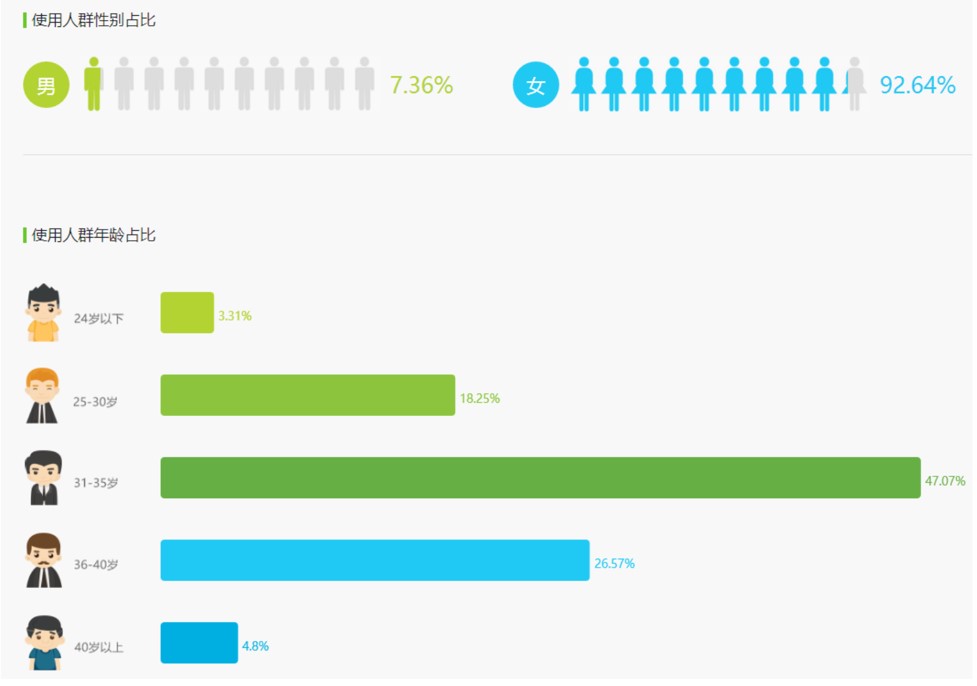 使用人群性别占比
男 7.36% 女 92.64%
使用人群年龄占比
24岁以下 3.31%
25-30岁 18.25%
31-35岁 47.07%
36-40岁 26.57%
40岁以上 4.8%